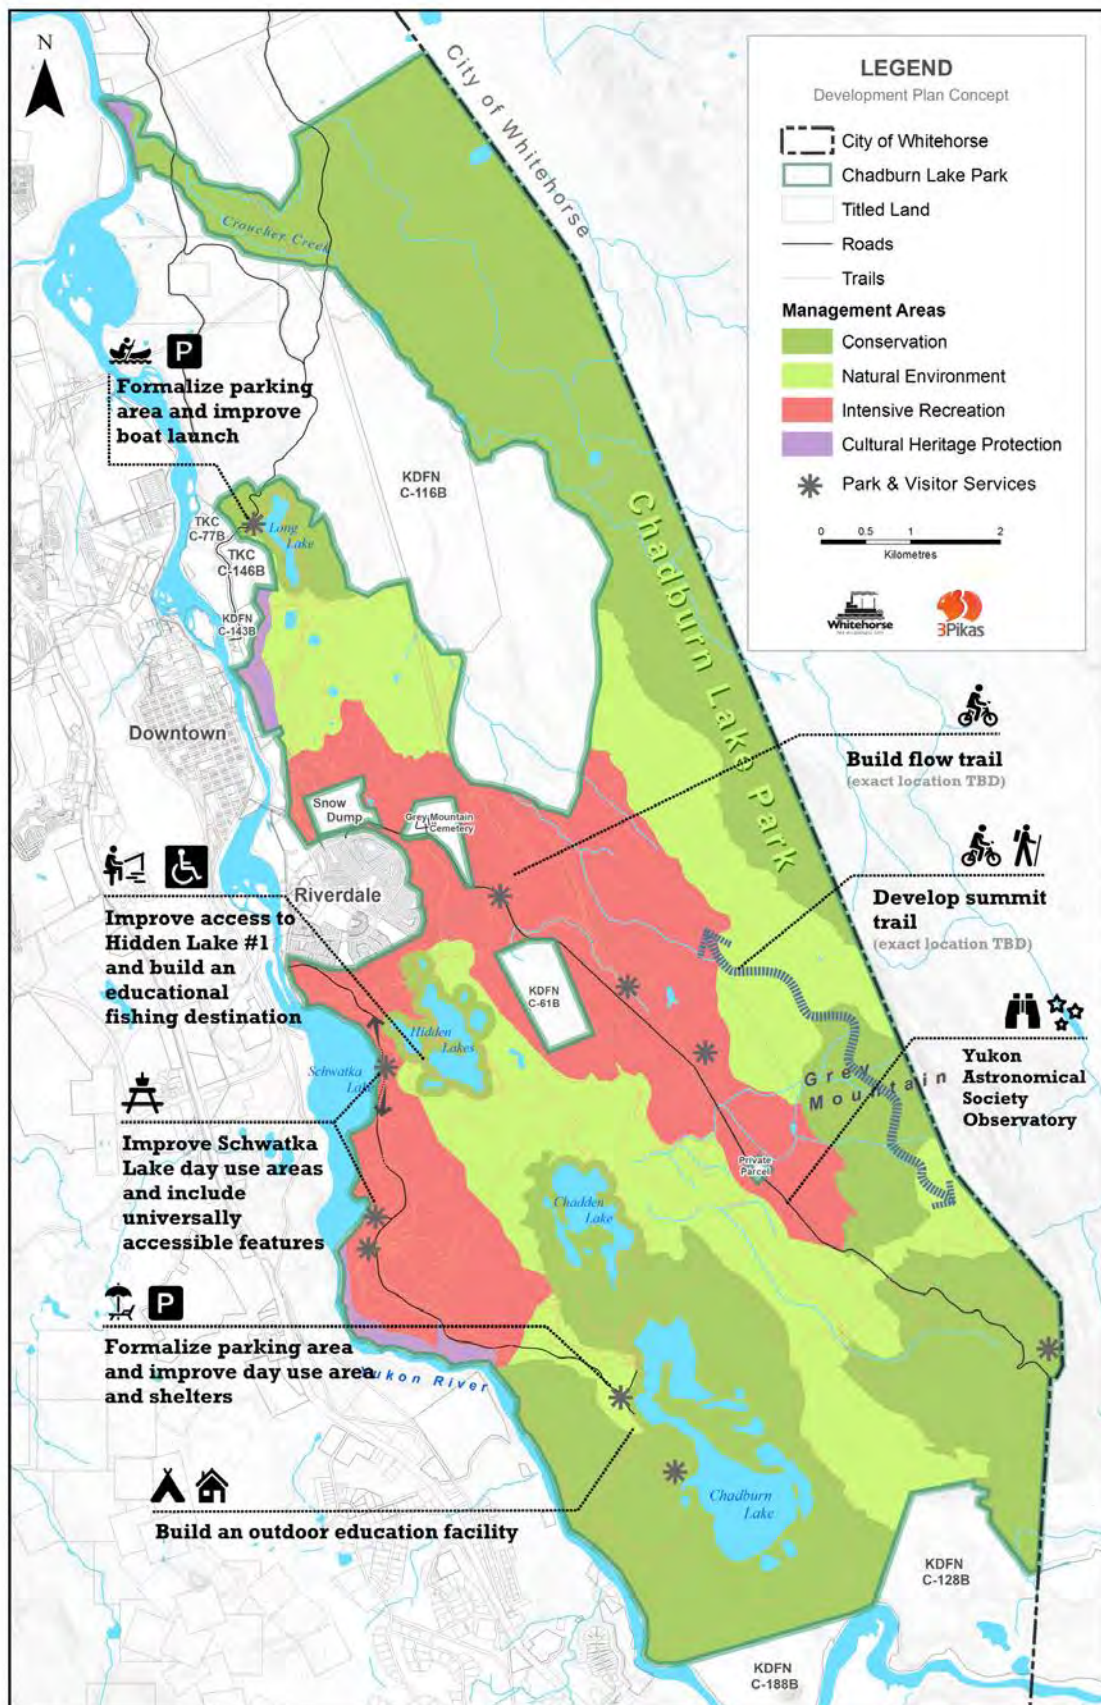 N
City of Whitehorse
LEGEND
Development Plan Concept
City of Whitehorse
Chadburn Lake Park
Titled Land
Roads
Trails
Management Areas
Conservation
Natural Environment
Intensive Recreation
Cultural Heritage Protection
Park & Visitor Services
0 0.5 1 2
Kilometres
Whitehorse
3Pikas
Croucher Creek
P
Formalize parking
area and improve
boat launch
KDFN
C-116B
TKC
C-77B
Long
Lake
TKC
C-146B
KDFN
C-143B
Chadburn Lake Park
Downtown
Build flow trail
(exact location TBD)
Snow
Dump
Grey Mountain
Cemetery
Riverdale
Develop summit
trail
(exact location TBD)
Improve access to
Hidden Lake #1
and build an
educational
fishing destination
KDFN
C-61B
Hidden
Lakes
Schwatka
Lake
Grey
Mountain
Yukon
Astronomical
Society
Observatory
Improve Schwatka
Lake day use areas
and include
universally
accessible features
Private
Parcel
Chadden
Lake
P
Formalize parking area
and improve day use area
and shelters
Yukon River
Chadburn
Lake
Build an outdoor education facility
KDFN
C-128B
KDFN
C-188B